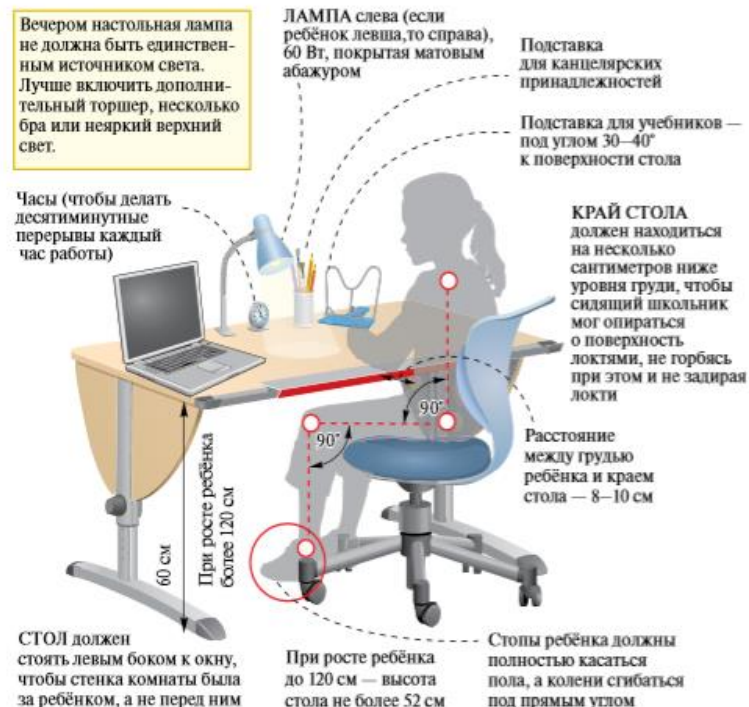 Вечером настольная лампа
не должна быть единствен-
ным источником света.
Лучше включить дополни-
тельный торшер, несколько
бра или неяркий верхний
свет.
ЛАМПА слева (если
ребёнок левша,то справа),
60 Вт, покрытая матовым
абажуром
Подставка
для канцелярских
принадлежностей
Подставка для учебников —
под углом 30–40°
к поверхности стола
Часы (чтобы делать
десятиминутные
перерывы каждый
час работы)
КРАЙ СТОЛА
должен находиться
на несколько
сантиметров ниже
уровня груди, чтобы
сидящий школьник
мог опираться
о поверхность
локтями, не горбясь
при этом и не задирая
локти
90°
90°
Расстояние
между грудью
ребёнка и краем
стола — 8–10 см
60 см
При росте ребёнка
более 120 см
СТОЛ должен
стоять левым боком к окну,
чтобы стенка комнаты была
за ребёнком, а не перед ним
При росте ребёнка
до 120 см — высота
стола не более 52 см
Стопы ребёнка должны
полностью касаться
пола, а колени сгибаться
под прямым углом